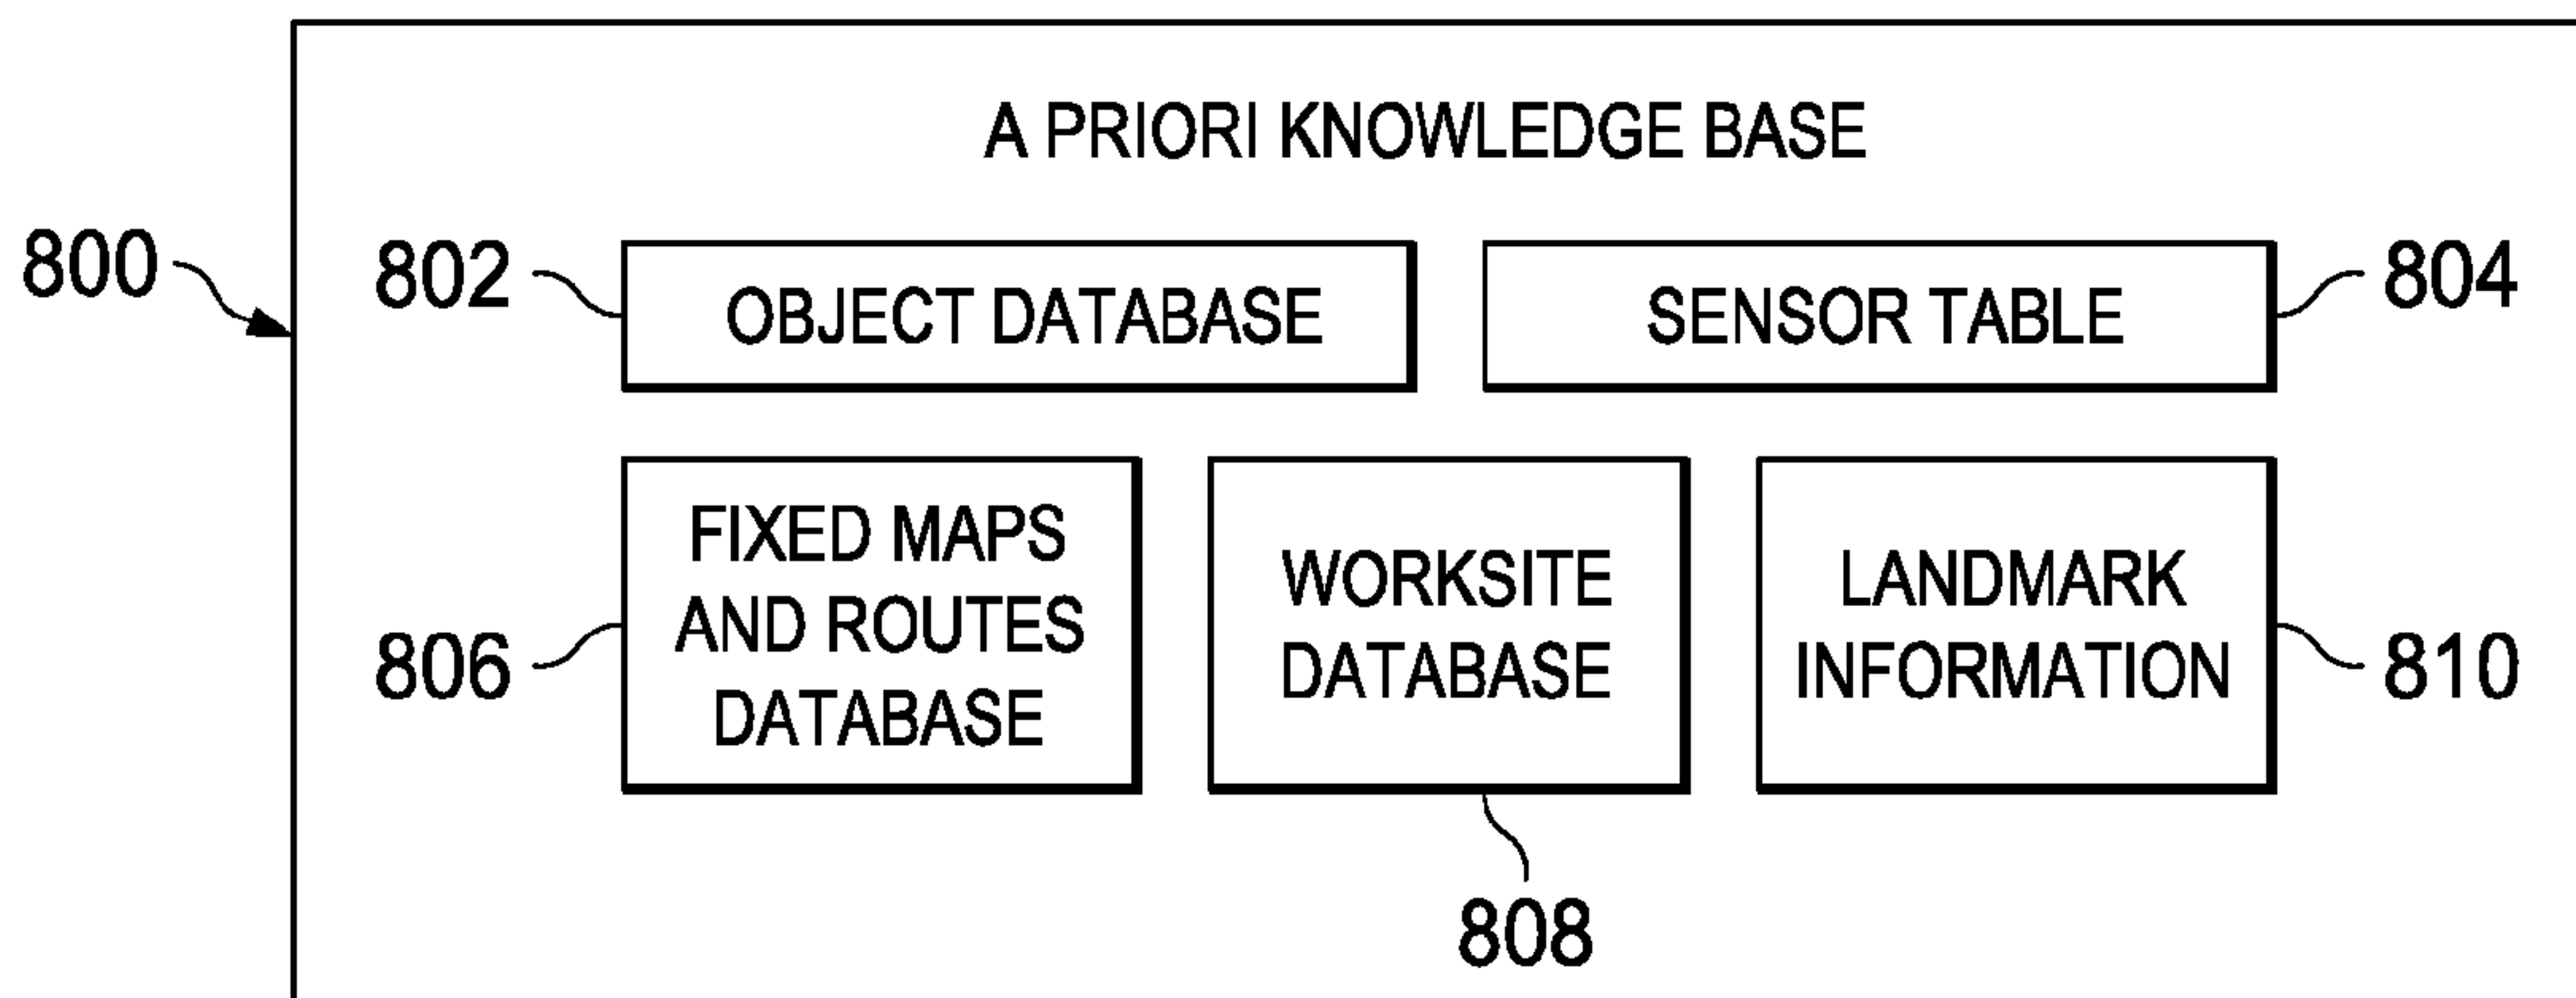 A PRIORI KNOWLEDGE BASE
800
802
OBJECT DATABASE
SENSOR TABLE
804
FIXED MAPS
AND ROUTES
DATABASE
806
WORKSITE
DATABASE
808
LANDMARK
INFORMATION
810